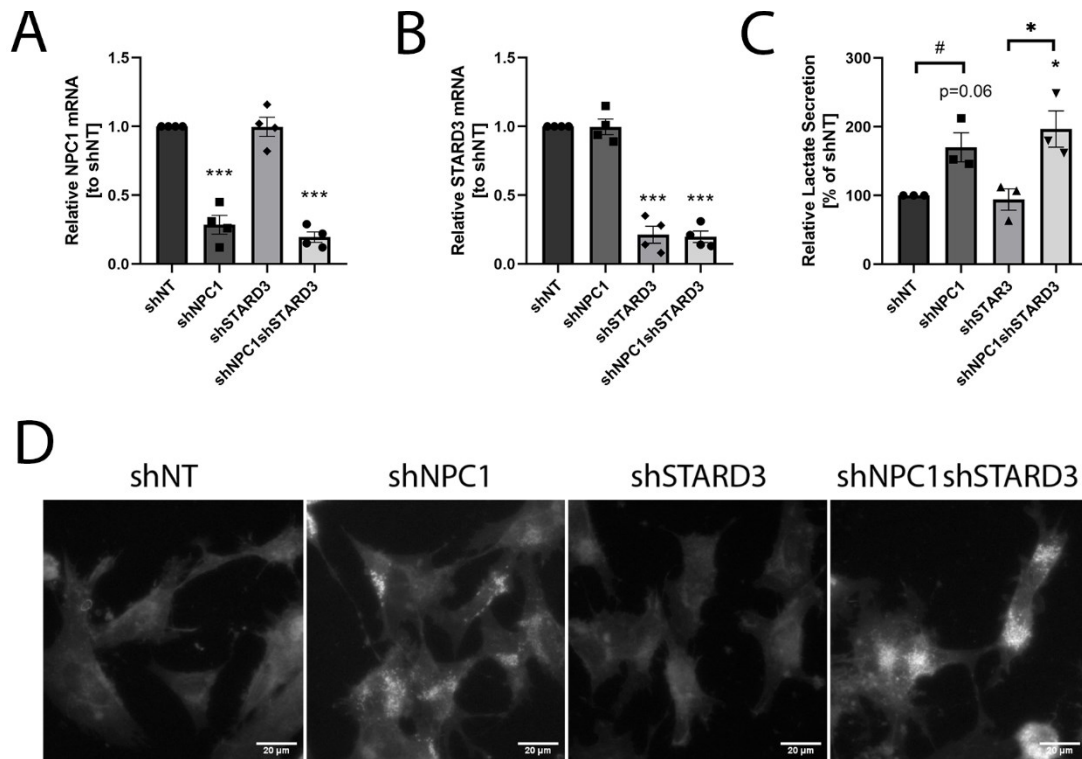 A
Relative NPC1 mRNA
[to shNT]
1.5
1.0
0.5
0.0
***
***
shNT
shNPC1
shSTARD3
shNPC1shSTARD3
B
Relative STARD3 mRNA
[to shNT]
1.5
1.0
0.5
0.0
***
***
shNT
shNPC1
shSTARD3
shNPC1shSTARD3
C
Relative Lactate Secretion
[% of shNT]
300
200
100
0
#
p=0.06
*
*
shNT
shNPC1
shSTAR3
shNPC1shSTARD3
D
shNT
shNPC1
shSTARD3
shNPC1shSTARD3
20 µm
20 µm
20 µm
20 µm